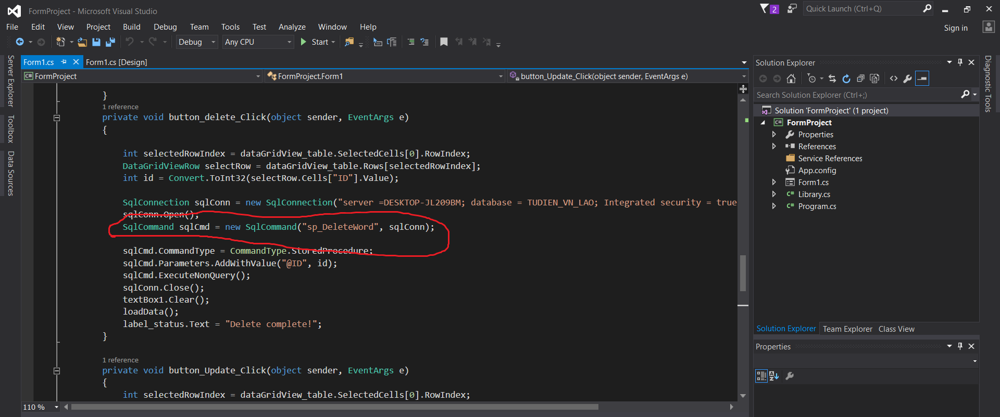 FormProject - Microsoft Visual Studio
2
Quick Launch (Ctrl+Q)
File Edit View Project Build Debug Team Tools Test Analyze Window Help
Sign in
Debug Any CPU Start
Server Explorer
Toolbox
Data Sources
Form1.cs Form1.cs [Design]
C# FormProject FormProject.Form1 button_Update_Click(object sender, EventArgs e)
}
1 reference
private void button_delete_Click(object sender, EventArgs e)
{
int selectedRowIndex = dataGridView_table.SelectedCells[0].RowIndex;
DataGridViewRow selectRow = dataGridView_table.Rows[selectedRowIndex];
int id = Convert.ToInt32(selectRow.Cells["ID"].Value);
SqlConnection sqlConn = new SqlConnection("server =DESKTOP-JL209BM; database = TUDIEN_VN_LAO; Integrated security = true
sqlConn.Open();
SqlCommand sqlCmd = new SqlCommand("sp_DeleteWord", sqlConn);
sqlCmd.CommandType = CommandType.StoredProcedure;
sqlCmd.Parameters.AddWithValue("@ID", id);
sqlCmd.ExecuteNonQuery();
sqlConn.Close();
textBox1.Clear();
loadData();
label_status.Text = "Delete complete!";
}
1 reference
private void button_Update_Click(object sender, EventArgs e)
{
int selectedRowIndex = dataGridView_table.SelectedCells[0].RowIndex;
110 %
Solution Explorer
Search Solution Explorer (Ctrl+;)
Solution 'FormProject' (1 project)
C# FormProject
Properties
References
Service References
App.config
Form1.cs
C# Library.cs
C# Program.cs
Solution Explorer Team Explorer Class View
Properties
Diagnostic Tools